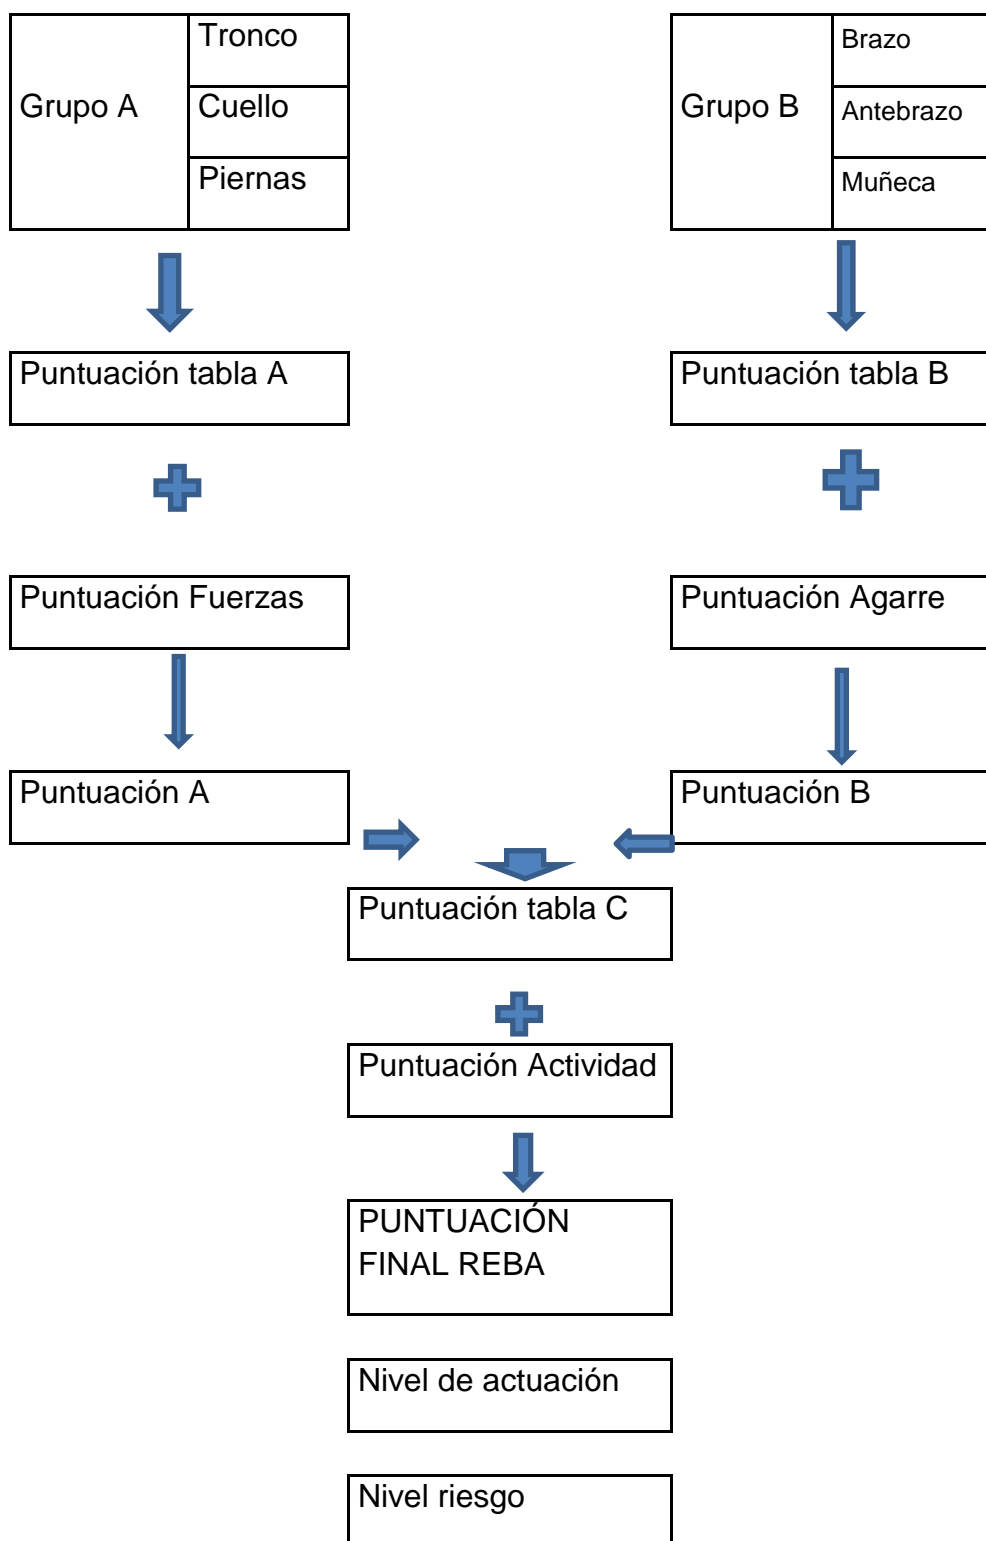 Grupo A
Tronco
Cuello
Piernas
Grupo B
Brazo
Antebrazo
Muñeca
Puntuación tabla A
Puntuación tabla B
Puntuación Fuerzas
Puntuación Agarre
Puntuación A
Puntuación B
Puntuación tabla C
Puntuación Actividad
PUNTUACIÓN
FINAL REBA
Nivel de actuación
Nivel riesgo